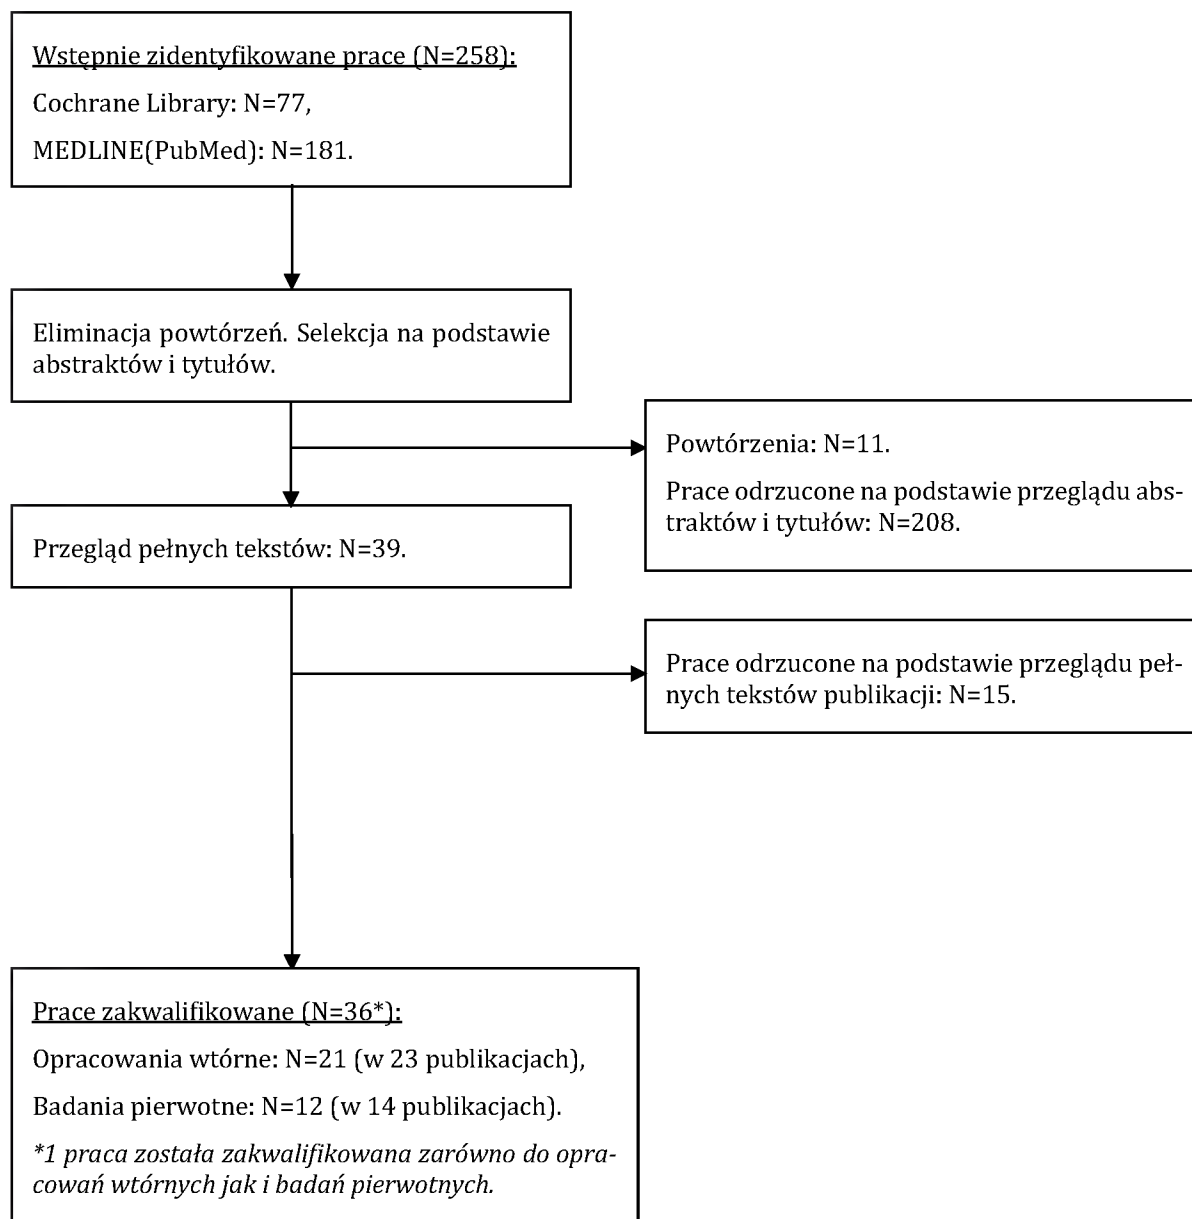 Wstępnie zidentyfikowane prace (N=258):
Cochrane Library: N=77,
MEDLINE(PubMed): N=181.
Eliminacja powtórzeń. Selekcja na podstawie
abstraktów i tytułów.
Powtórzenia: N=11.
Prace odrzucone na podstawie przeglądu abs-
traktów i tytułów: N=208.
Przegląd pełnych tekstów: N=39.
Prace odrzucone na podstawie przeglądu peł-
nych tekstów publikacji: N=15.
Prace zakwalifikowane (N=36*):
Opracowania wtórne: N=21 (w 23 publikacjach),
Badania pierwotne: N=12 (w 14 publikacjach).
*1 praca została zakwalifikowana zarówno do opra-
cowań wtórnych jak i badań pierwotnych.